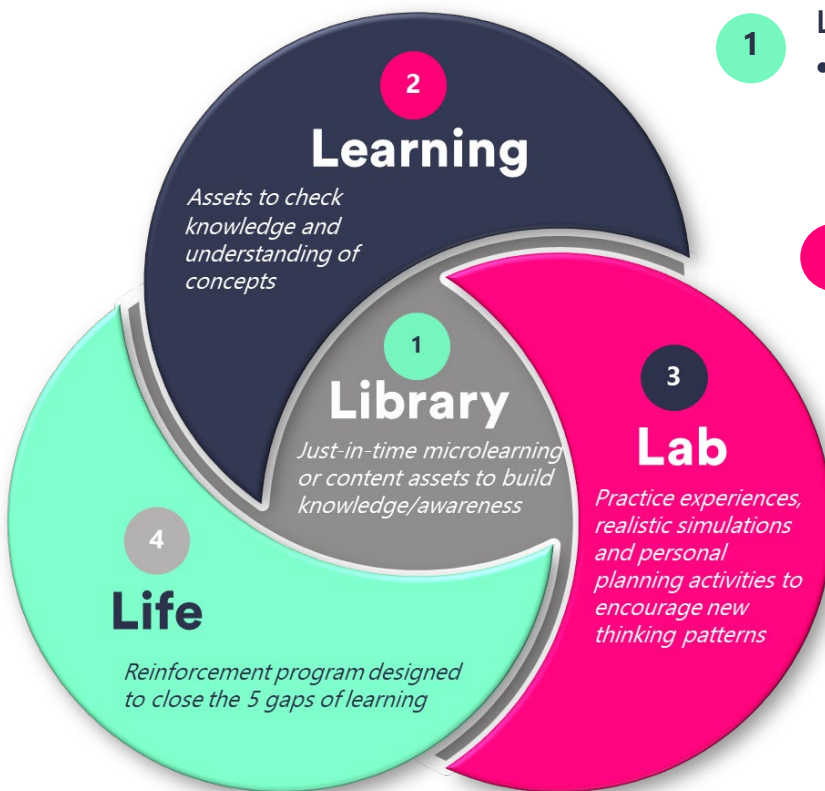 2
Learning
Assets to check
knowledge and
understanding of
concepts
1
Library
Just-in-time microlearning
or content assets to build
knowledge/awareness
3
Lab
Practice experiences,
realistic simulations
and personal
planning activities to
encourage new
thinking patterns
4
Life
Reinforcement program designed
to close the 5 gaps of learning
1
L
•